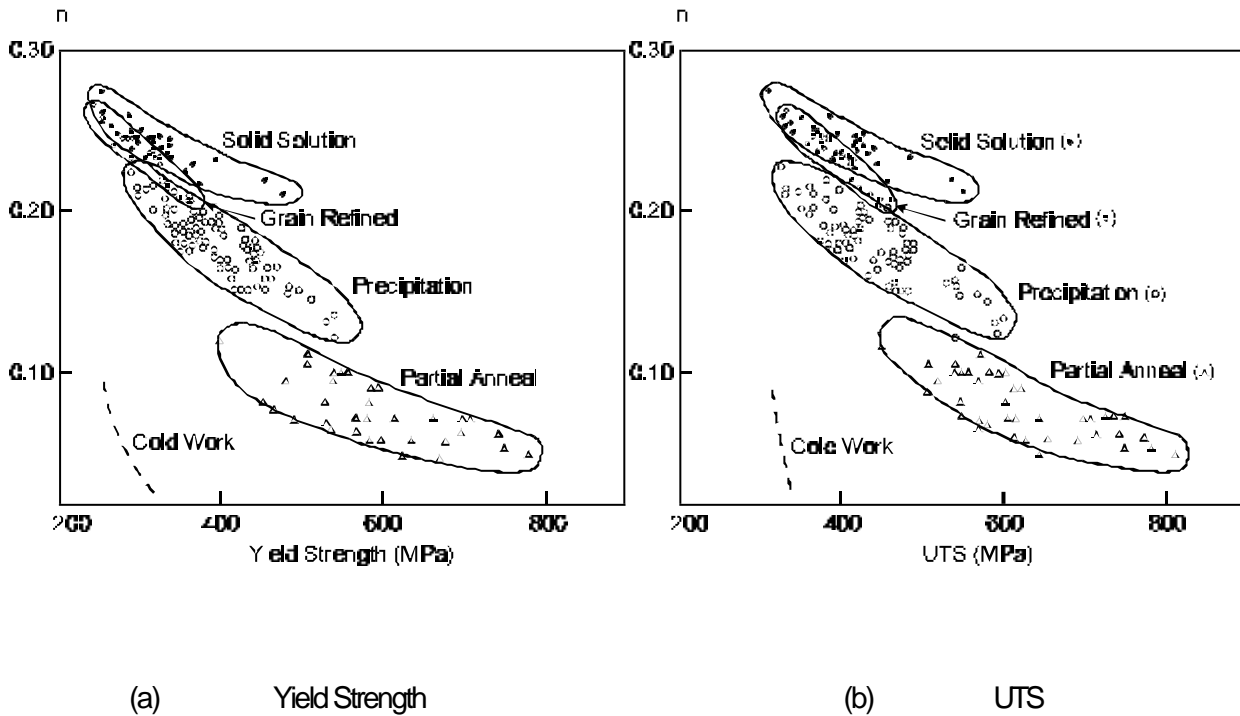 n
0.30
0.20
0.10
Solid Solution
Grain Refined
Precipitation
Partial Anneal
Cold Work
200 400 600 800
Yield Strength (MPa)
n
0.30
0.20
0.10
Solid Solution (•)
Grain Refined (▪)
Precipitation (o)
Partial Anneal (△)
Cold Work
200 400 600 800
UTS (MPa)
(a) Yield Strength
(b) UTS